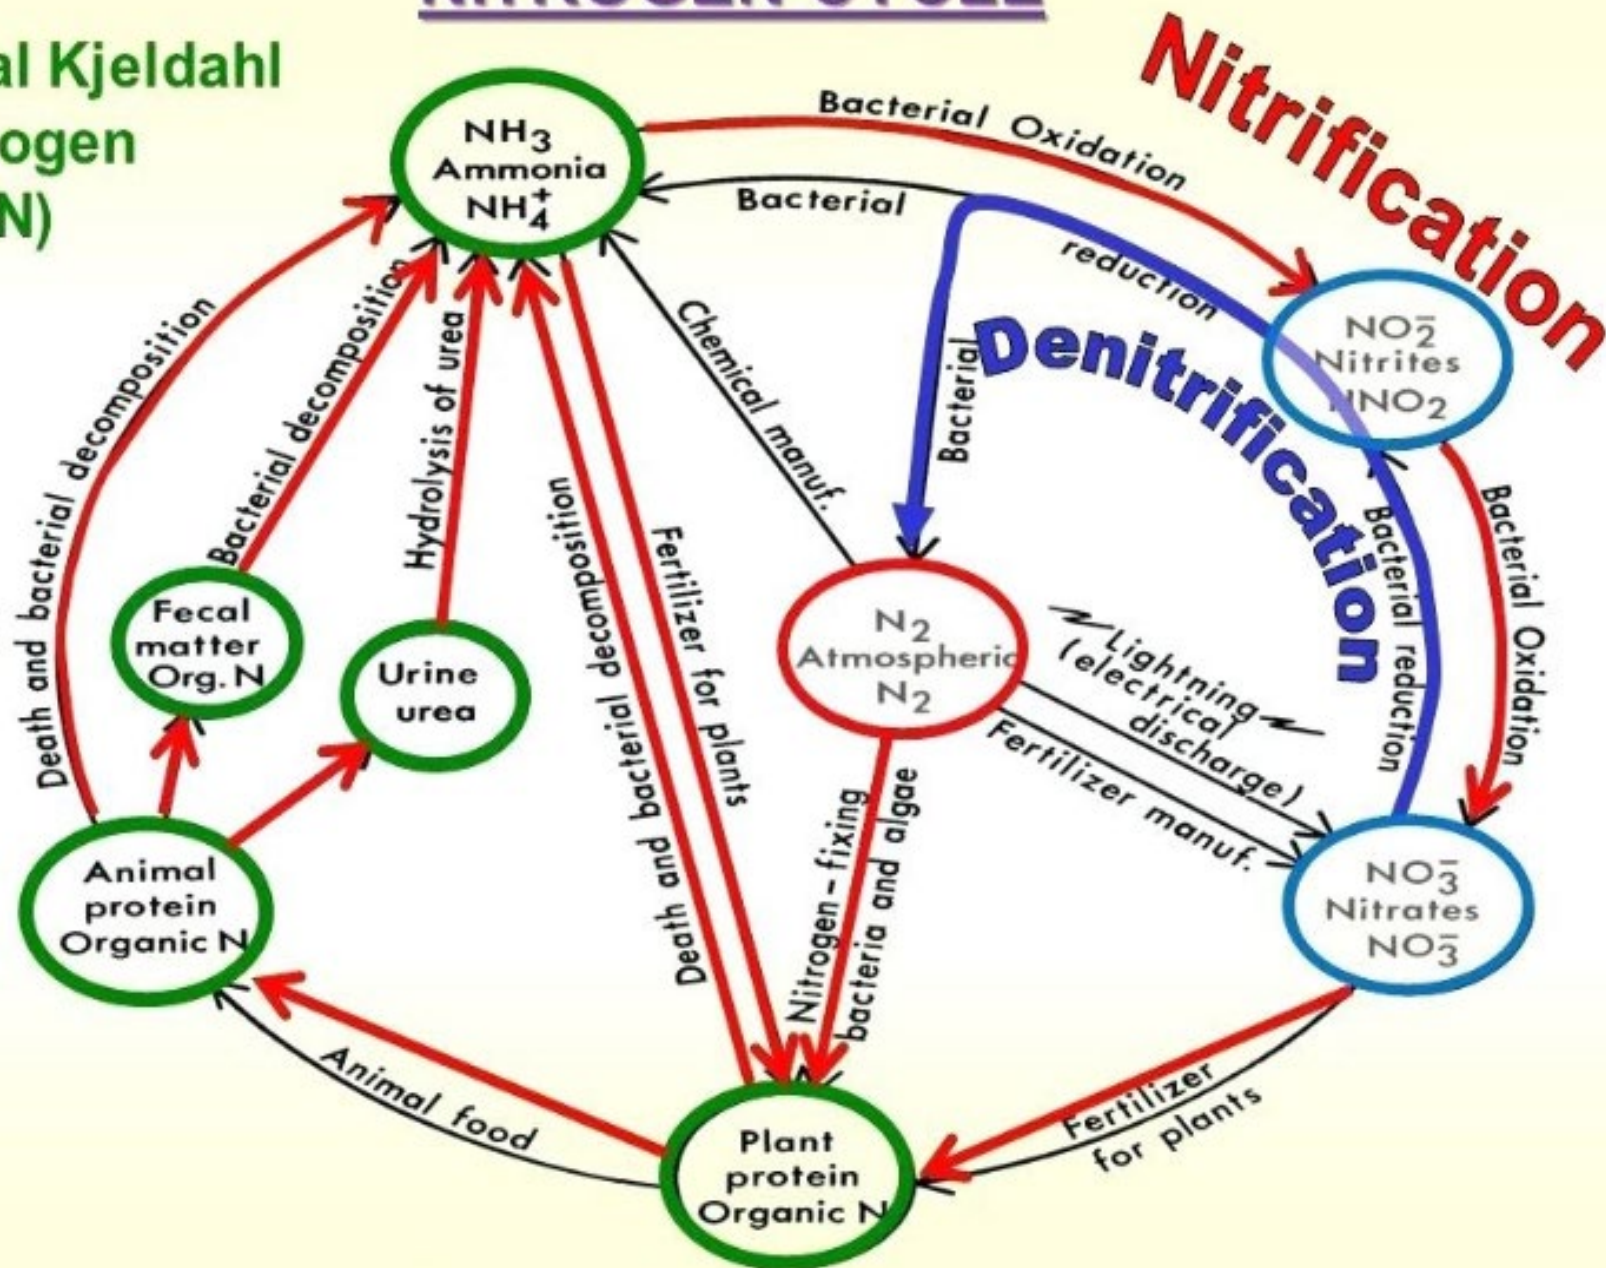 NITROGEN CYCLE
al Kjeldahl
ogen
N)
Nitrification
NH3
Ammonia
NH4+
Bacterial Oxidation
Bacterial
reduction
NO2-
Nitrites
HNO2
Denitrification
Bacterial
Chemical manuf.
Death and bacterial decomposition
Bacterial decomposition
Hydrolysis of urea
Death and bacterial decomposition
Fertilizer for plants
Bacterial reduction
Bacterial Oxidation
Fecal
matter
Org. N
Urine
urea
N2
Atmospheric
N2
Lightning
(electrical
discharge)
Fertilizer manuf.
Nitrogen-fixing
bacteria and algae
Animal
protein
Organic N
NO3-
Nitrates
NO3-
Animal food
Plant
protein
Organic N
Fertilizer
for plants